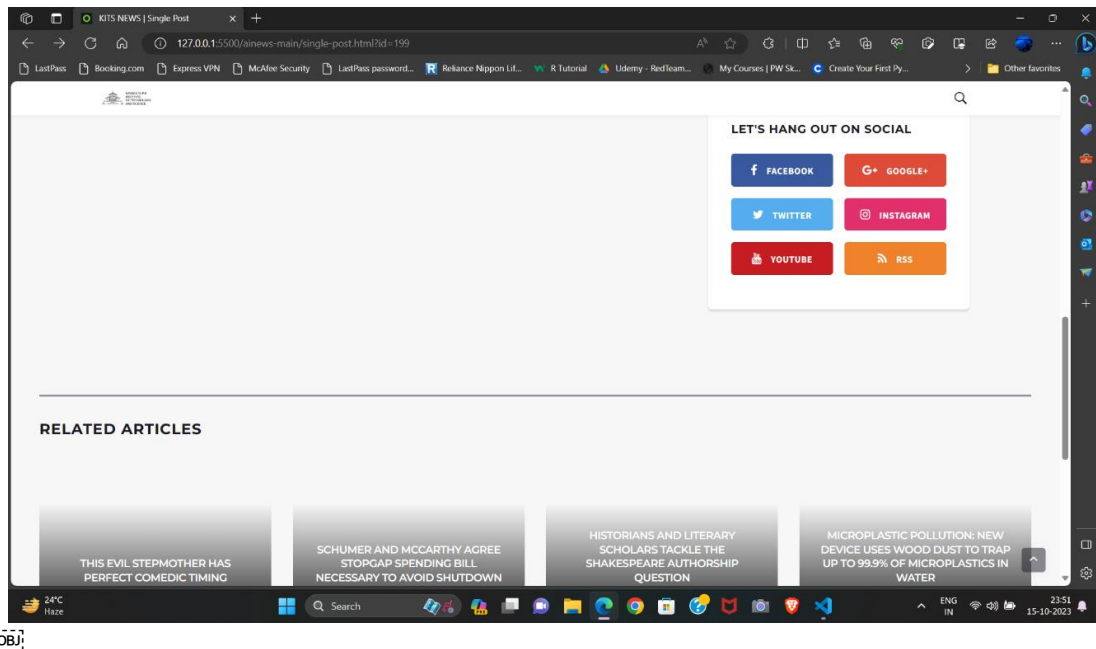 KITS NEWS | Single Post
127.0.0.1:5500/ainews-main/single-post.html?id=199
LastPass Booking.com Express VPN McAfee Security LastPass password... Reliance Nippon Lif... R Tutorial Udemy - RedTeam... My Courses | PW Sk... Create Your First Py... Other favorites
LET'S HANG OUT ON SOCIAL
FACEBOOK G+ GOOGLE+
TWITTER INSTAGRAM
YOUTUBE RSS
RELATED ARTICLES
THIS EVIL STEPMOTHER HAS
PERFECT COMEDIC TIMING
SCHUMER AND MCCARTHY AGREE
STOPGAP SPENDING BILL
NECESSARY TO AVOID SHUTDOWN
HISTORIANS AND LITERARY
SCHOLARS TACKLE THE
SHAKESPEARE AUTHORSHIP
QUESTION
MICROPLASTIC POLLUTION: NEW
DEVICE USES WOOD DUST TO TRAP
UP TO 99.9% OF MICROPLASTICS IN
WATER
24°C
Haze
Search
ENG
IN
23:51
15-10-2023
OBJ